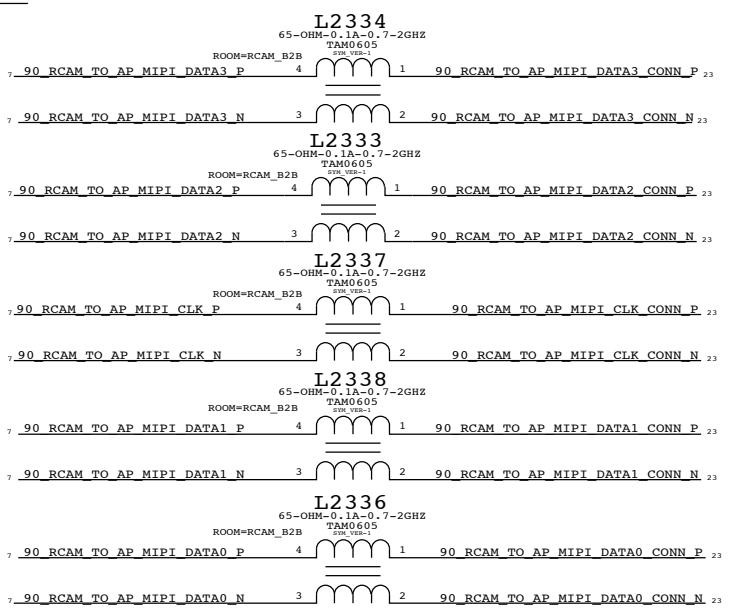 L2334
65-OHM-0.1A-0.7-2GHZ
TAM0605
SYM_VER-1
ROOM=RCAM_B2B
7 90_RCAM_TO_AP_MIPI_DATA3_P 4 1 90_RCAM_TO_AP_MIPI_DATA3_CONN_P 23
7 90_RCAM_TO_AP_MIPI_DATA3_N 3 2 90_RCAM_TO_AP_MIPI_DATA3_CONN_N 23
L2333
65-OHM-0.1A-0.7-2GHZ
TAM0605
SYM_VER-1
ROOM=RCAM_B2B
7 90_RCAM_TO_AP_MIPI_DATA2_P 4 1 90_RCAM_TO_AP_MIPI_DATA2_CONN_P 23
7 90_RCAM_TO_AP_MIPI_DATA2_N 3 2 90_RCAM_TO_AP_MIPI_DATA2_CONN_N 23
L2337
65-OHM-0.1A-0.7-2GHZ
TAM0605
SYM_VER-1
ROOM=RCAM_B2B
7 90_RCAM_TO_AP_MIPI_CLK_P 4 1 90_RCAM_TO_AP_MIPI_CLK_CONN_P 23
7 90_RCAM_TO_AP_MIPI_CLK_N 3 2 90_RCAM_TO_AP_MIPI_CLK_CONN_N 23
L2338
65-OHM-0.1A-0.7-2GHZ
TAM0605
SYM_VER-1
ROOM=RCAM_B2B
7 90_RCAM_TO_AP_MIPI_DATA1_P 4 1 90_RCAM_TO_AP_MIPI_DATA1_CONN_P 23
7 90_RCAM_TO_AP_MIPI_DATA1_N 3 2 90_RCAM_TO_AP_MIPI_DATA1_CONN_N 23
L2336
65-OHM-0.1A-0.7-2GHZ
TAM0605
SYM_VER-1
ROOM=RCAM_B2B
7 90_RCAM_TO_AP_MIPI_DATA0_P 4 1 90_RCAM_TO_AP_MIPI_DATA0_CONN_P 23
7 90_RCAM_TO_AP_MIPI_DATA0_N 3 2 90_RCAM_TO_AP_MIPI_DATA0_CONN_N 23